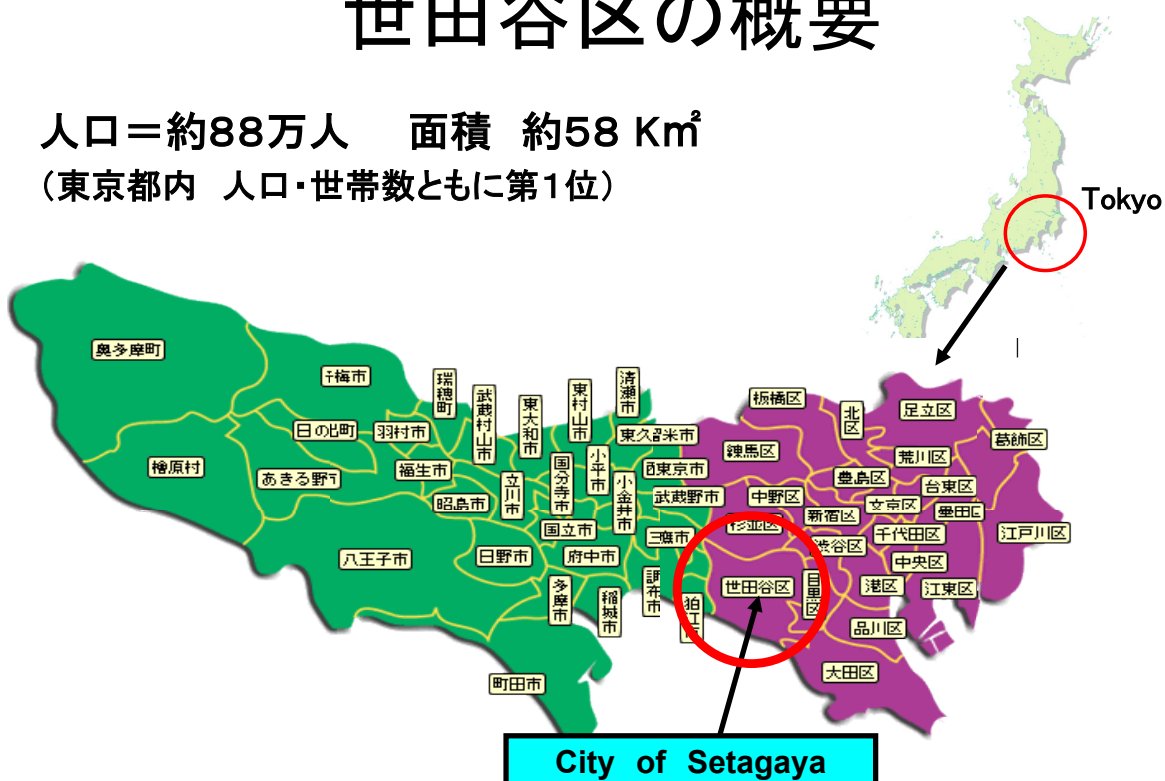 世田谷区の概要
人口＝約88万人　面積　約58 K㎡
（東京都内　人口・世帯数ともに第1位）
Tokyo
奥多摩町
梅市
瑞穂町
武蔵村山市
東大和市
東村山市
清瀬市
板橋区
北区
足立区
日の出町
羽村市
東久留米市
葛飾区
檜原村
あきる野市
福生市
立川市
国分寺市
小平市
小金井市
西東京市
練馬区
荒川区
豊島区
台東区
昭島市
武蔵野市
中野区
新宿区
文京区
墨田区
国立市
三鷹市
杉並区
渋谷区
千代田区
江戸川区
八王子市
日野市
府中市
中央区
多摩市
稲城市
調布市
狛江市
世田谷区
目黒区
港区
江東区
品川区
町田市
大田区
City of Setagaya